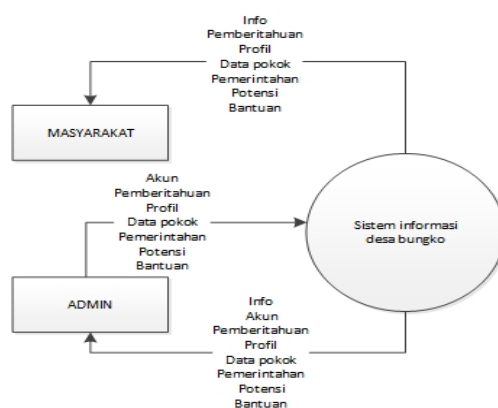 Info
Pemberitahuan
Profil
Data pokok
Pemerintahan
Potensi
Bantuan
MASYARAKAT
Akun
Pemberitahuan
Profil
Data pokok
Pemerintahan
Potensi
Bantuan
Sistem informasi
desa bungko
ADMIN
Info
Akun
Pemberitahuan
Profil
Data pokok
Pemerintahan
Potensi
Bantuan